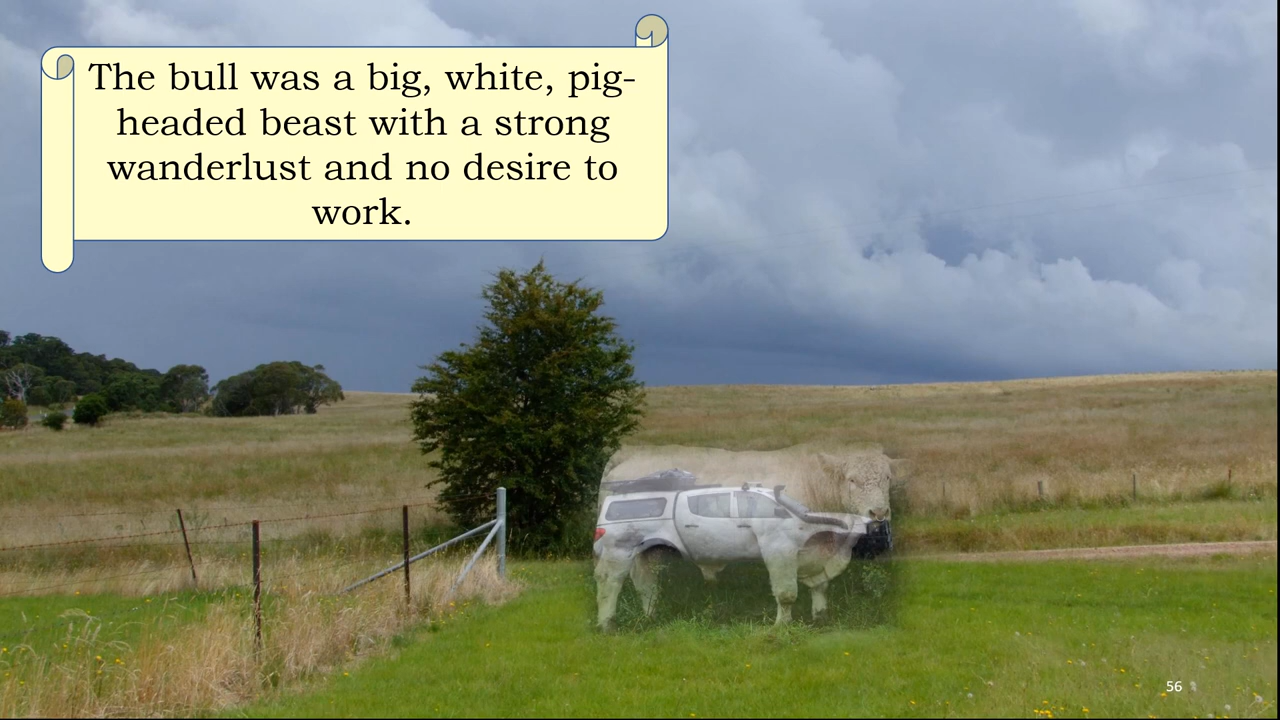 The bull was a big, white, pig-
headed beast with a strong
wanderlust and no desire to
work.
56